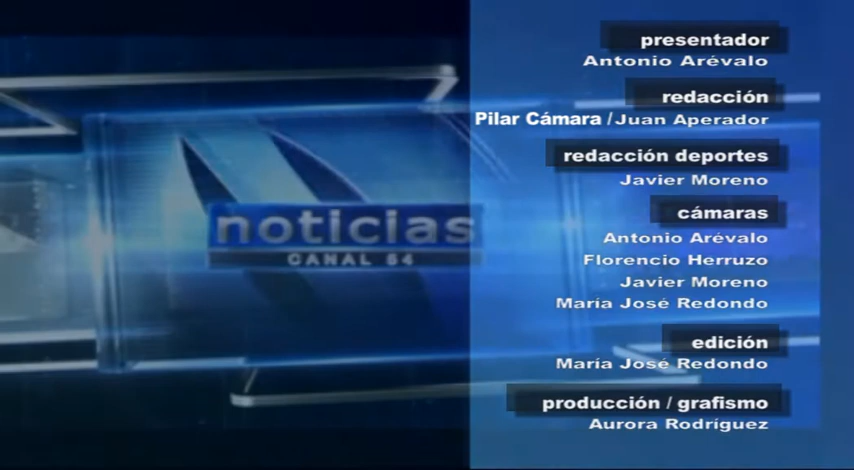 noticias
CANAL 54
presentador
Antonio Arévalo
redacción
Pilar Cámara / Juan Aperador
redacción deportes
Javier Moreno
cámaras
Antonio Arévalo
Florencio Herruzo
Javier Moreno
María José Redondo
edición
María José Redondo
producción / grafismo
Aurora Rodríguez